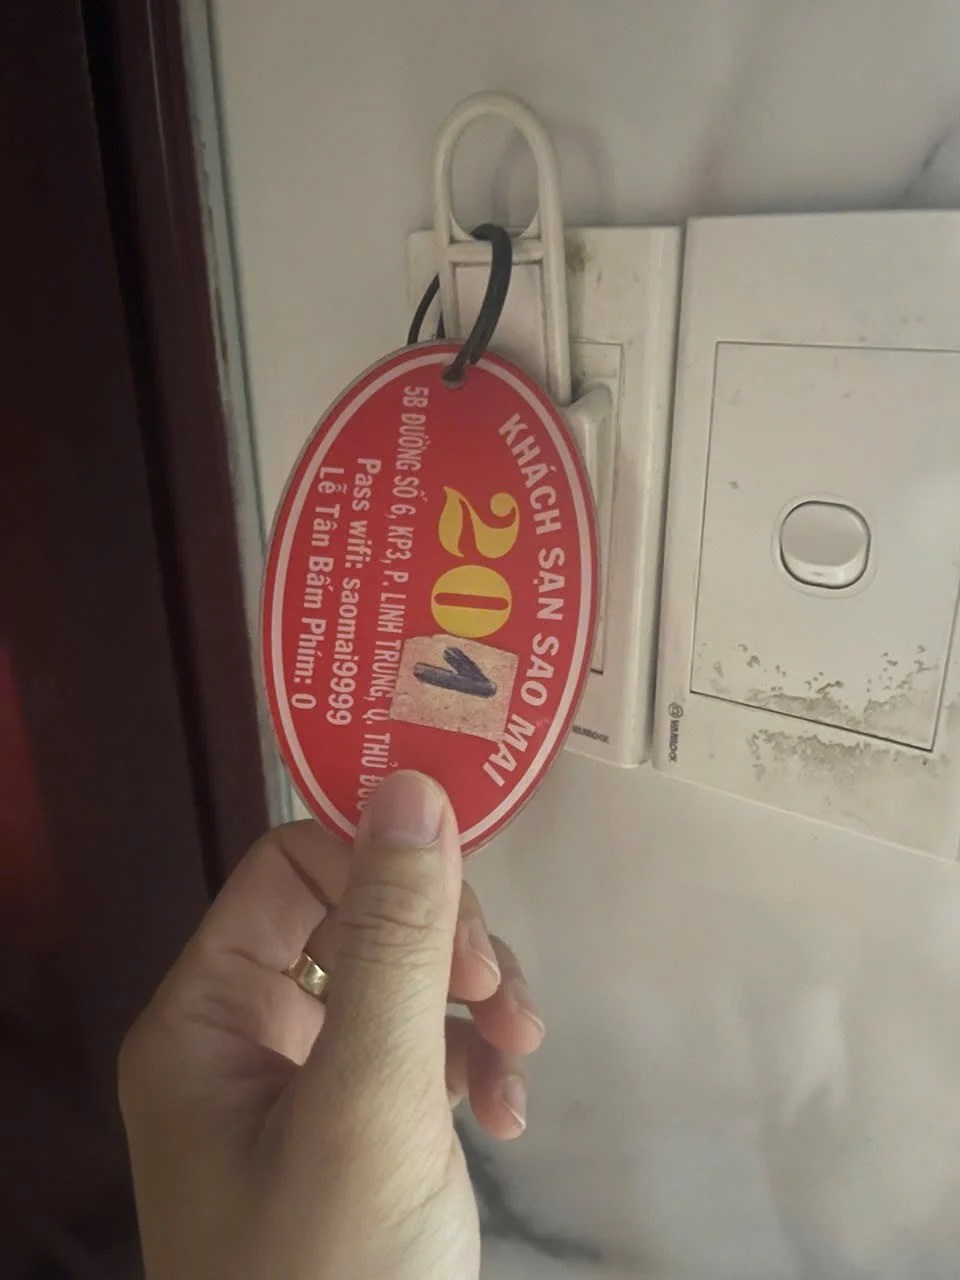 KHÁCH SẠN SAO MAI
201
5B ĐƯỜNG SỐ 6, KP3, P. LINH TRUNG, Q. THỦ ĐỨC
Pass wifi: saomai9999
Lễ Tân Bấm Phím: 0